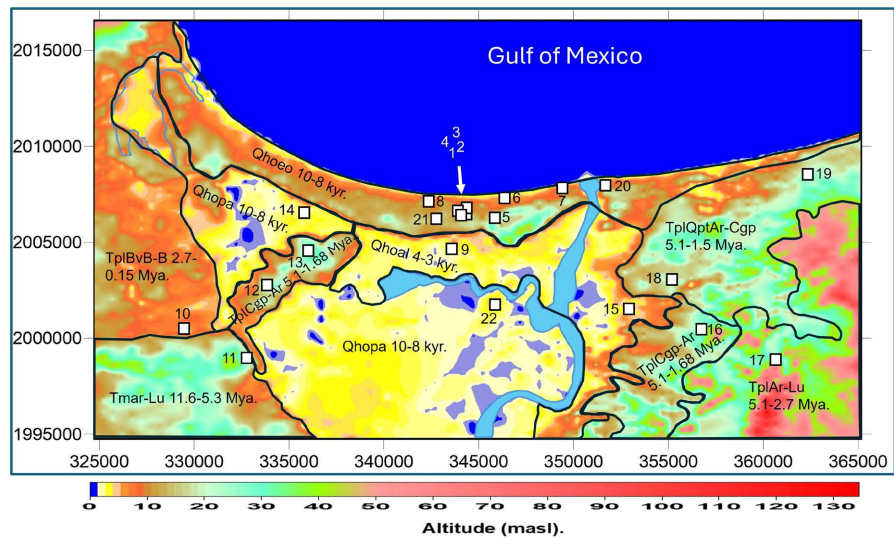 2015000
2010000
2005000
2000000
1995000
Gulf of Mexico
3
4
2
1
Qhoeo 10-8 kyr.
8
6
7
20
19
21
5
Qhopa 10-8 kyr.
14
TplQptAr-Cgp
5.1-1.5 Mya.
Qhoal 4-3 kyr.
9
13
TplBvB-B 2.7-
0.15 Mya.
12
TplCgp-Ar 5.1-1.68 Mya.
18
10
22
15
16
11
Qhopa 10-8 kyr.
TplCgp-Ar
5.1-1.68 Mya.
17
Tmar-Lu 11.6-5.3 Mya.
TplAr-Lu
5.1-2.7 Mya.
325000 330000 335000 340000 345000 350000 355000 360000 365000
0 10 20 30 40 50 60 70 80 90 100 110 120 130
Altitude (masl).